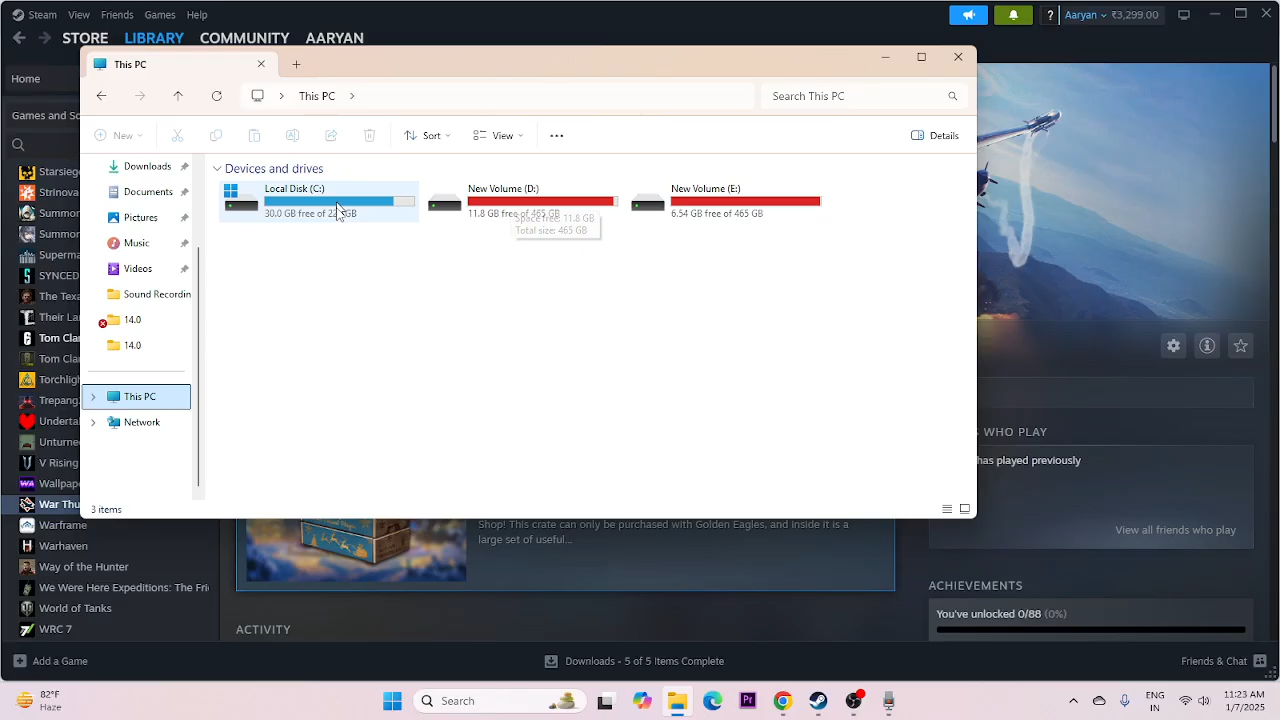 Steam View Friends Games Help
Aaryan ₹3,299.00
STORE LIBRARY COMMUNITY AARYAN
This PC
Home
This PC
Search This PC
Games and So
New Sort View Details
Downloads
Documents
Pictures
Music
Videos
Sound Recordin
14.0
14.0
This PC
Network
Devices and drives
Local Disk (C:)
30.0 GB free of 22 GB
New Volume (D:)
11.8 GB free of 465 GB
Space free: 11.8 GB
Total size: 465 GB
New Volume (E:)
6.54 GB free of 465 GB
3 items
Starsieg
Strinova
Summon
Summon
Superma
SYNCED
The Tex
Their Lan
Tom Clan
Tom Clan
Torchligh
Trepang
Underta
Unturne
V Rising
Wallpape
War Thu
Warframe
Warhaven
Way of the Hunter
We Were Here Expeditions: The Fri
World of Tanks
WRC 7
WHO PLAY
has played previously
View all friends who play
Shop! This crate can only be purchased with Golden Eagles, and inside it is a
large set of useful...
ACHIEVEMENTS
You've unlocked 0/88 (0%)
ACTIVITY
Add a Game
Downloads - 5 of 5 Items Complete
Friends & Chat
82°F
Haze
Search
ENG
IN
11:23 AM
1/7/2025